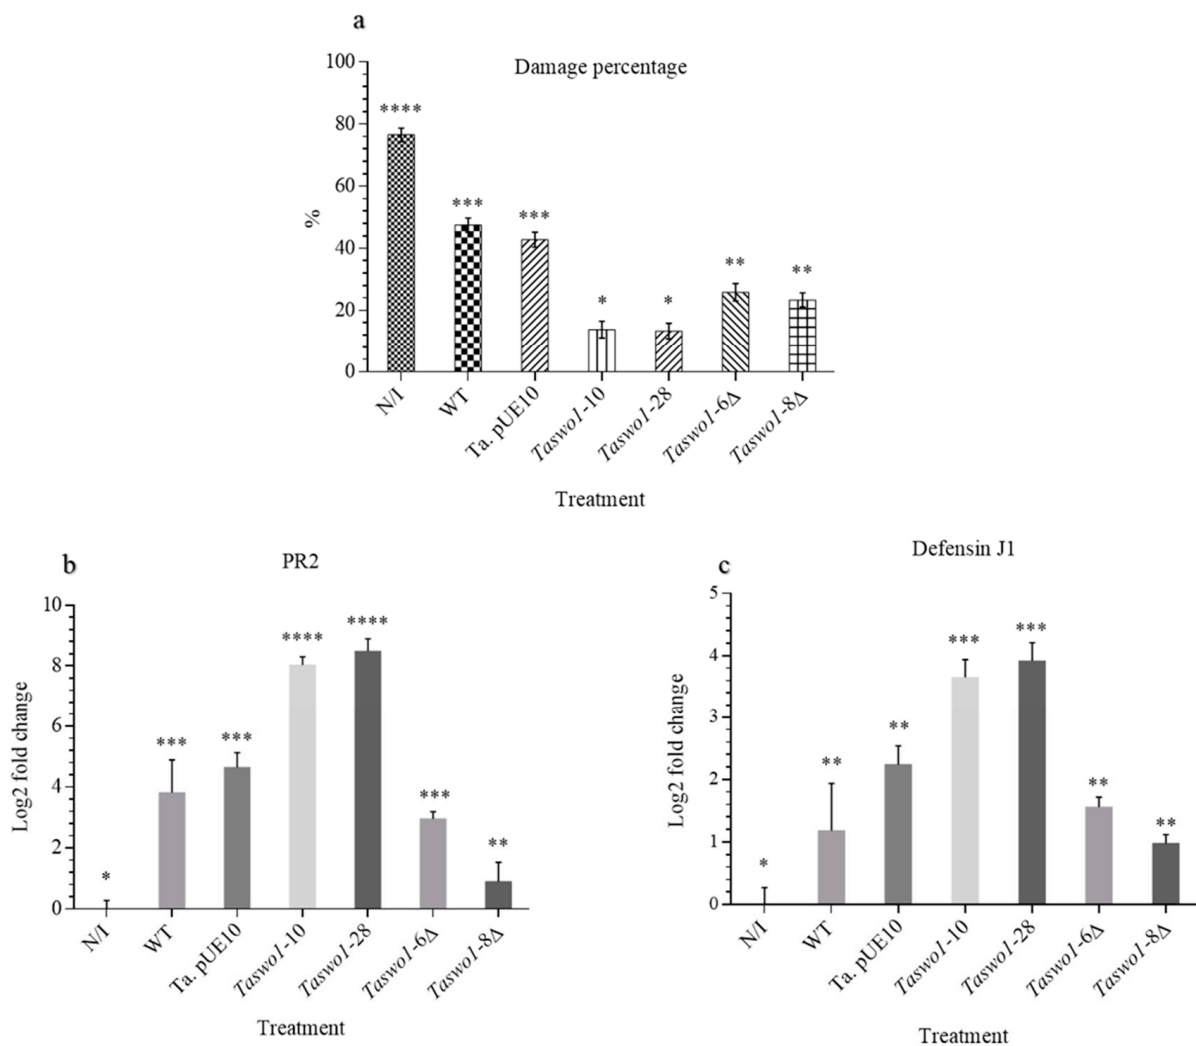 a
Damage percentage
100
80
60
40
20
0
%
****
***
***
*
*
**
**
N/I
WT
Ta. pUE10
Taswo1-10
Taswo1-28
Taswo1-6Δ
Taswo1-8Δ
Treatment
b
PR2
10
8
6
4
2
0
Log2 fold change
*
***
***
****
****
***
**
N/I
WT
Ta. pUE10
Taswo1-10
Taswo1-28
Taswo1-6Δ
Taswo1-8Δ
Treatment
c
Defensin J1
5
4
3
2
1
0
Log2 fold change
*
**
**
***
***
**
**
N/I
WT
Ta. pUE10
Taswo1-10
Taswo1-28
Taswo1-6Δ
Taswo1-8Δ
Treatment